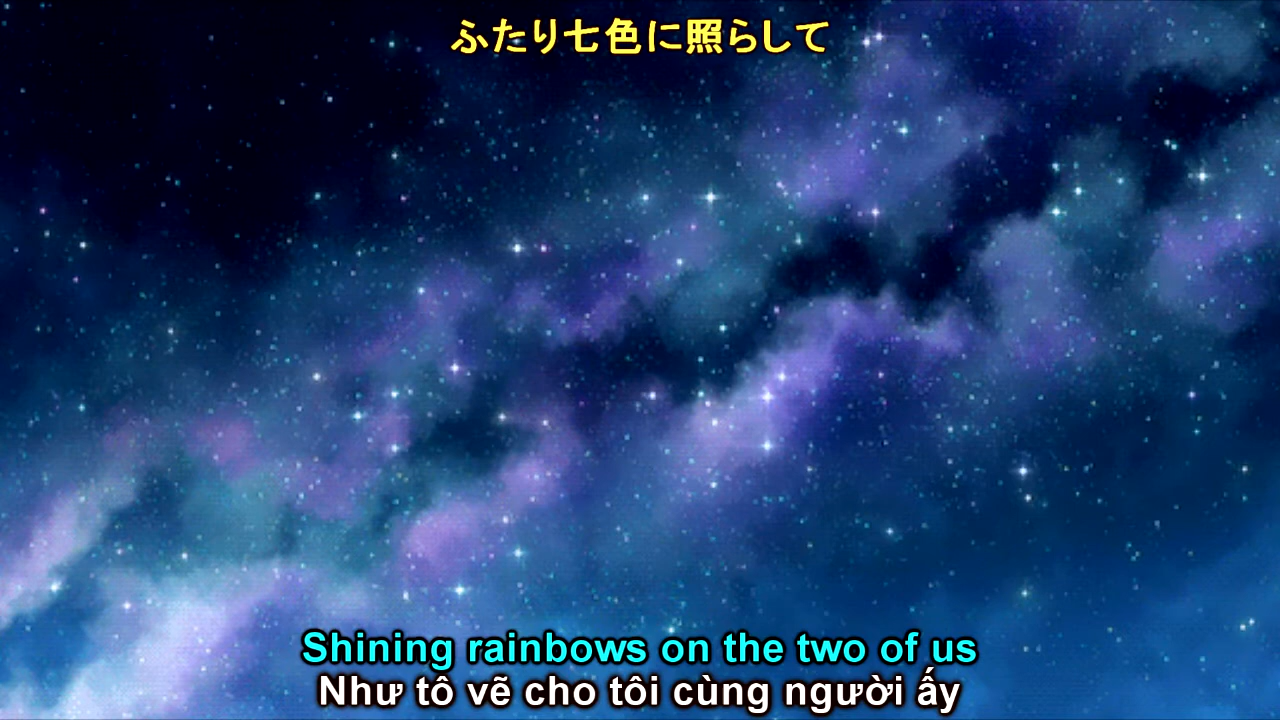 ふたり七色に照らして
Shining rainbows on the two of us
Như tô vẽ cho tôi cùng người ấy